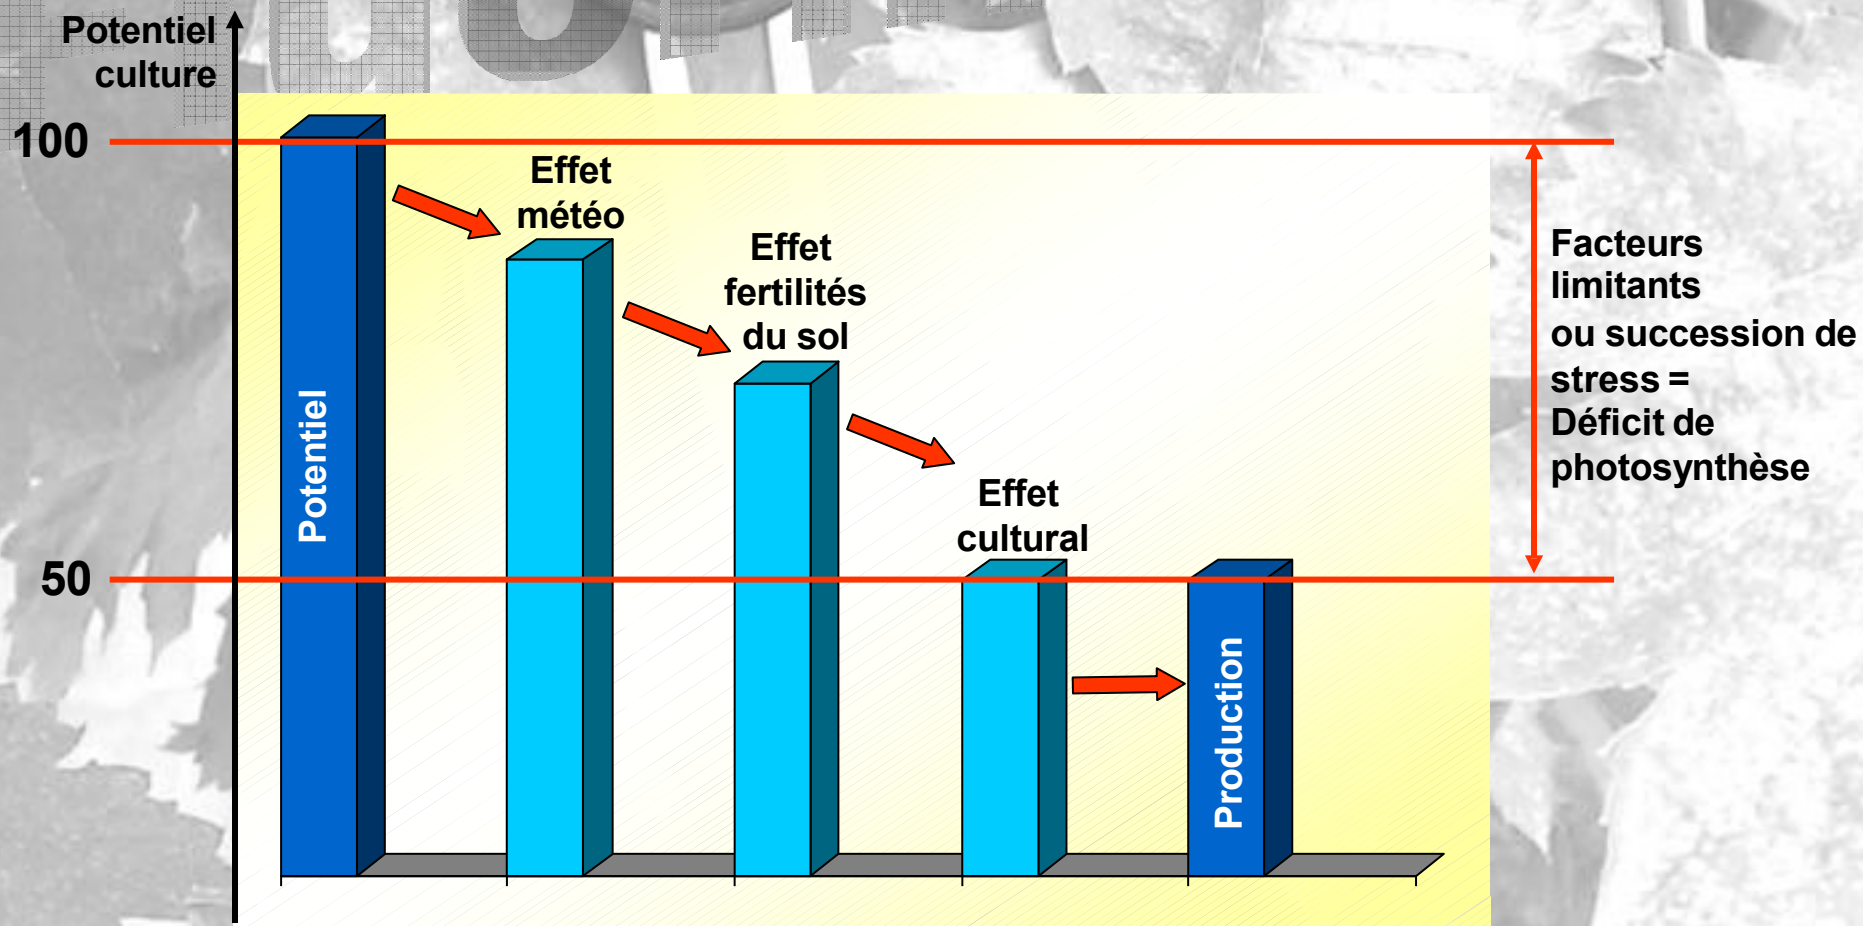 Potentiel
culture
100
50
Potentiel
Effet
météo
Effet
fertilités
du sol
Effet
cultural
Production
Facteurs
limitants
ou succession de
stress =
Déficit de
photosynthèse